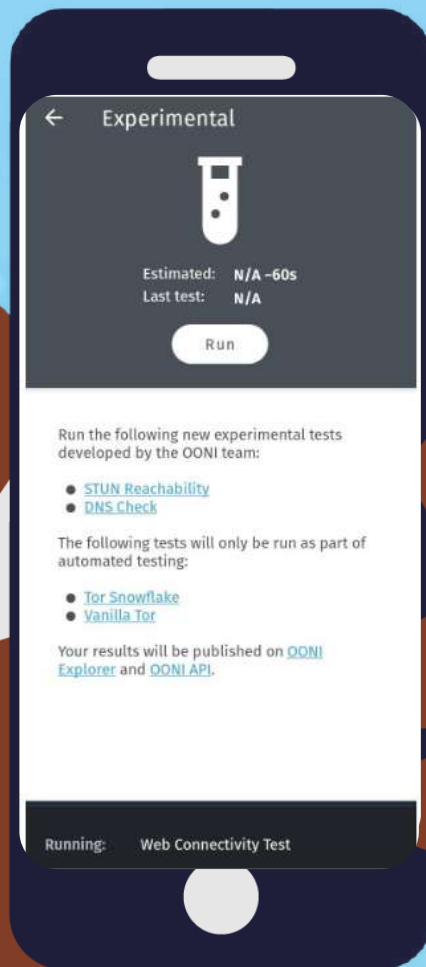 Experimental
Estimated: N/A ~60s
Last test: N/A
Run
Run the following new experimental tests
developed by the OONI team:
● STUN Reachability
● DNS Check
The following tests will only be run as part of
automated testing:
● Tor Snowflake
● Vanilla Tor
Your results will be published on OONI
Explorer and OONI API.
Running: Web Connectivity Test